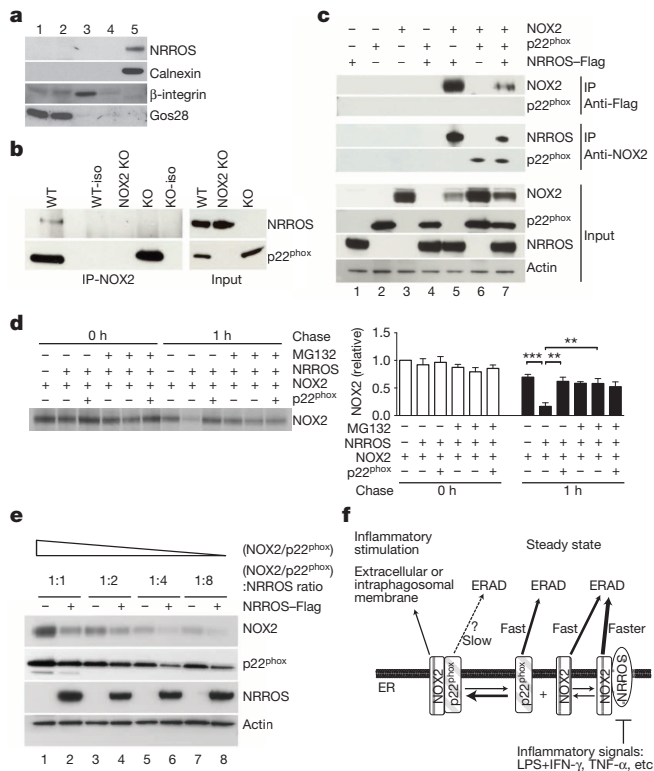 a
1 2 3 4 5
NRROS
Calnexin
β-integrin
Gos28
b
WT
WT-iso
NOX2 KO
KO
KO-iso
WT
NOX2 KO
KO
NRROS
p22phox
IP-NOX2
Input
c
– – + – + + + NOX2
– + – + – + + p22phox
+ – – + + – + NRROS–Flag
NOX2
p22phox
IP
Anti-Flag
NRROS
p22phox
IP
Anti-NOX2
NOX2
p22phox
NRROS
Actin
Input
1 2 3 4 5 6 7
d
0 h 1 h Chase
– – – + + + – – – + + + MG132
– + + – + + – + + – + + NRROS
+ + + + + + + + + + + + NOX2
– – + – – + – – + – – + p22phox
NOX2
NOX2 (relative)
1.5
1.0
0.5
0.0
*** **
**
MG132 – – – + + + – – – + + +
NRROS – + + – + + – + + – + +
NOX2 + + + + + + + + + + + +
p22phox – – + – – + – – + – – +
Chase 0 h 1 h
e
(NOX2/p22phox)
(NOX2/p22phox)
:NRROS ratio
1:1 1:2 1:4 1:8
– + – + – + – + NRROS–Flag
NOX2
p22phox
NRROS
Actin
1 2 3 4 5 6 7 8
f
Inflammatory
stimulation
Steady state
Extracellular or
intraphagosomal
membrane
ERAD ERAD ERAD
?
Slow
Fast
Fast
Faster
ER
NOX2
p22phox
p22phox
+
NOX2
NOX2
NRROS
Inflammatory signals:
LPS+IFN-γ, TNF-α, etc